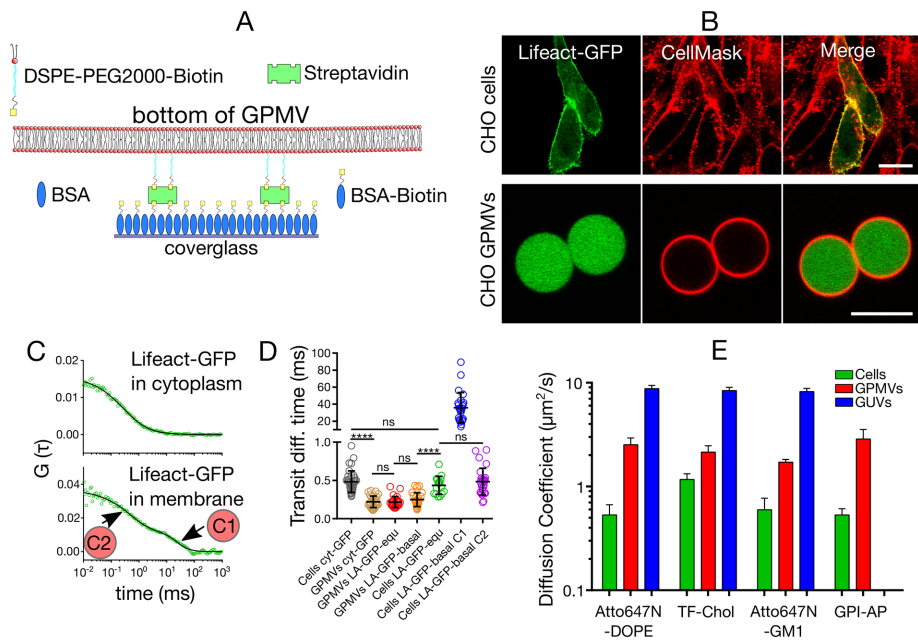 A
DSPE-PEG2000-Biotin
Streptavidin
bottom of GPMV
BSA
BSA-Biotin
coverglass
B
Lifeact-GFP
CellMask
Merge
CHO cells
CHO GPMVs
C
Lifeact-GFP
in cytoplasm
0.02
0.01
0.00
G (τ)
Lifeact-GFP
in membrane
0.04
0.02
0.00
C1
C2
10⁻² 10⁻¹ 10⁰ 10¹ 10² 10³
time (ms)
D
Transit diff. time (ms)
100
80
60
40
30
20
10
1.0
0.5
0.0
ns
****
ns
ns
****
ns
Cells cyt-GFP
GPMVs cyt-GFP
GPMVs LA-GFP-equ
GPMVs LA-GFP-basal
Cells LA-GFP-equ
Cells LA-GFP-basal C1
Cells LA-GFP-basal C2
E
Cells
GPMVs
GUVs
Diffusion Coefficient (μm²/s)
10
1
0.1
Atto647N
-DOPE
TF-Chol
Atto647N
-GM1
GPI-AP